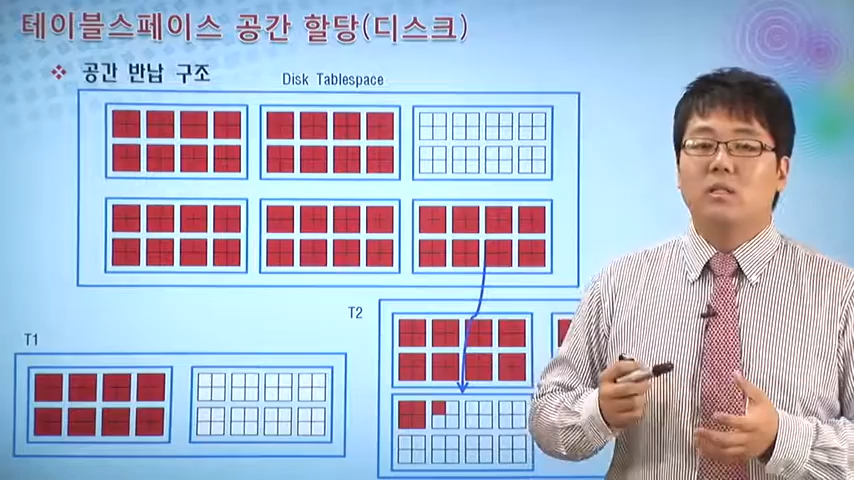 테이블스페이스 공간 할당(디스크)
공간 반납 구조
Disk Tablespace
T2
T1